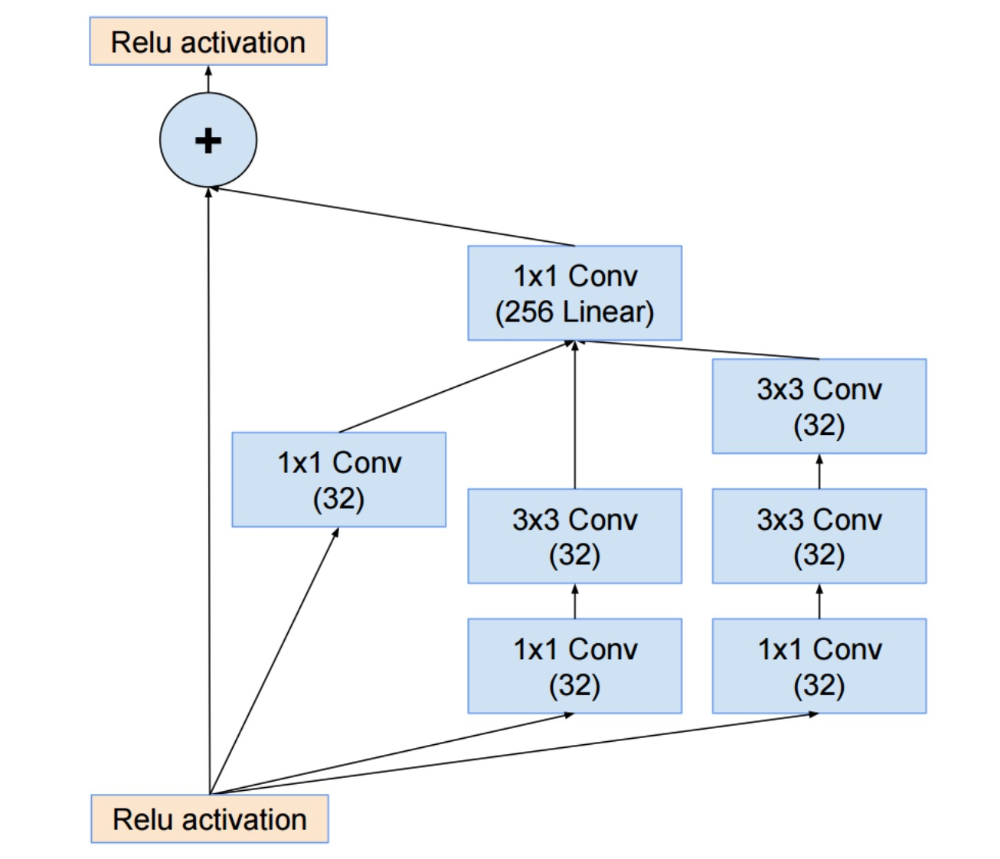 Relu activation
+
1x1 Conv
(256 Linear)
3x3 Conv
(32)
1x1 Conv
(32)
3x3 Conv
(32)
3x3 Conv
(32)
1x1 Conv
(32)
1x1 Conv
(32)
Relu activation